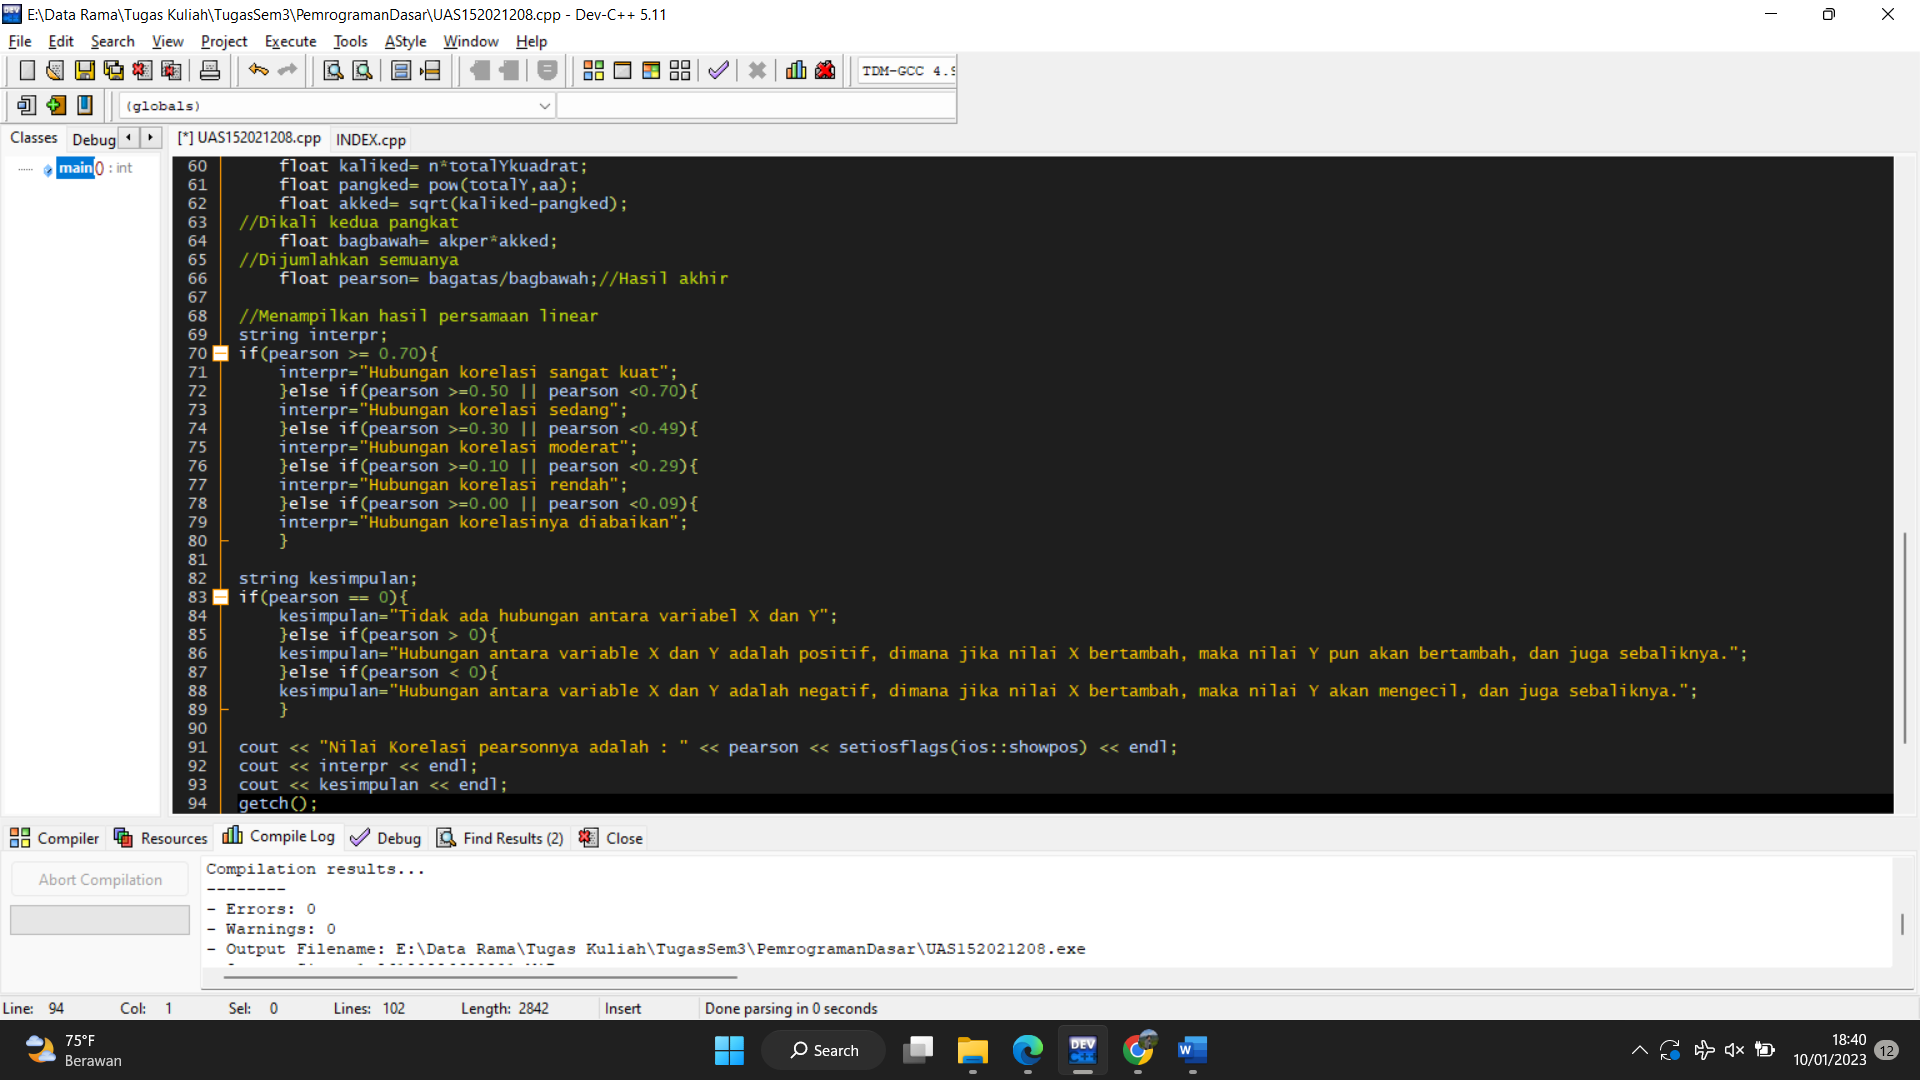 E:\Data Rama\Tugas Kuliah\TugasSem3\PemrogramanDasar\UAS152021208.cpp - Dev-C++ 5.11
File Edit Search View Project Execute Tools AStyle Window Help
TDM-GCC 4.9
(globals)
Classes Debug [*] UAS152021208.cpp INDEX.cpp
main() : int
60 float kaliked= n*totalYkuadrat;
61 float pangked= pow(totalY,aa);
62 float akked= sqrt(kaliked-pangked);
63 //Dikali kedua pangkat
64 float bagbawah= akper*akked;
65 //Dijumlahkan semuanya
66 float pearson= bagatas/bagbawah;//Hasil akhir
67
68 //Menampilkan hasil persamaan linear
69 string interpr;
70 if(pearson >= 0.70){
71 interpr="Hubungan korelasi sangat kuat";
72 }else if(pearson >=0.50 || pearson <0.70){
73 interpr="Hubungan korelasi sedang";
74 }else if(pearson >=0.30 || pearson <0.49){
75 interpr="Hubungan korelasi moderat";
76 }else if(pearson >=0.10 || pearson <0.29){
77 interpr="Hubungan korelasi rendah";
78 }else if(pearson >=0.00 || pearson <0.09){
79 interpr="Hubungan korelasinya diabaikan";
80 }
81
82 string kesimpulan;
83 if(pearson == 0){
84 kesimpulan="Tidak ada hubungan antara variabel X dan Y";
85 }else if(pearson > 0){
86 kesimpulan="Hubungan antara variable X dan Y adalah positif, dimana jika nilai X bertambah, maka nilai Y pun akan bertambah, dan juga sebaliknya.";
87 }else if(pearson < 0){
88 kesimpulan="Hubungan antara variable X dan Y adalah negatif, dimana jika nilai X bertambah, maka nilai Y akan mengecil, dan juga sebaliknya.";
89 }
90
91 cout << "Nilai Korelasi pearsonnya adalah : " << pearson << setiosflags(ios::showpos) << endl;
92 cout << interpr << endl;
93 cout << kesimpulan << endl;
94 getch();
Compiler Resources Compile Log Debug Find Results (2) Close
Abort Compilation
Compilation results...
--------
- Errors: 0
- Warnings: 0
- Output Filename: E:\Data Rama\Tugas Kuliah\TugasSem3\PemrogramanDasar\UAS152021208.exe
Line: 94 Col: 1 Sel: 0 Lines: 102 Length: 2842 Insert Done parsing in 0 seconds
75°F
Berawan
Search
DEV C++
W
18:40
10/01/2023
12